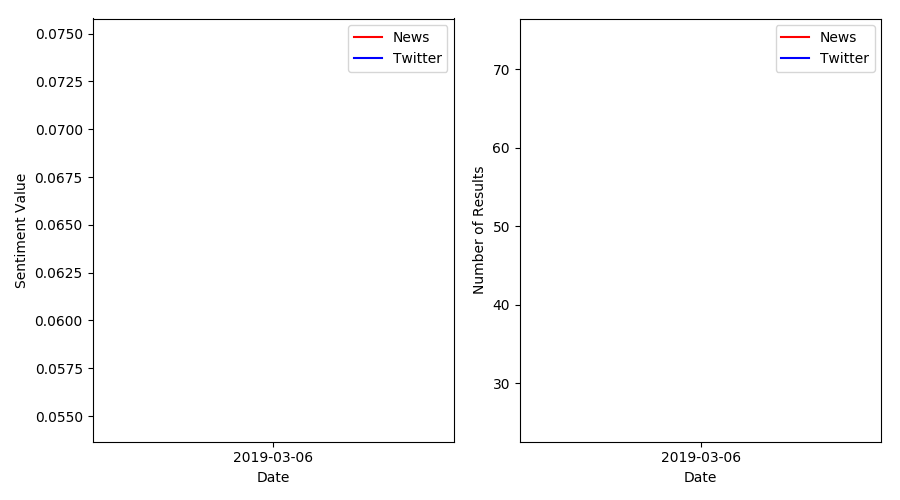 0.0750
0.0725
0.0700
0.0675
0.0650
0.0625
0.0600
0.0575
0.0550
Sentiment Value
2019-03-06
Date
News
Twitter
70
60
50
40
30
Number of Results
2019-03-06
Date
News
Twitter